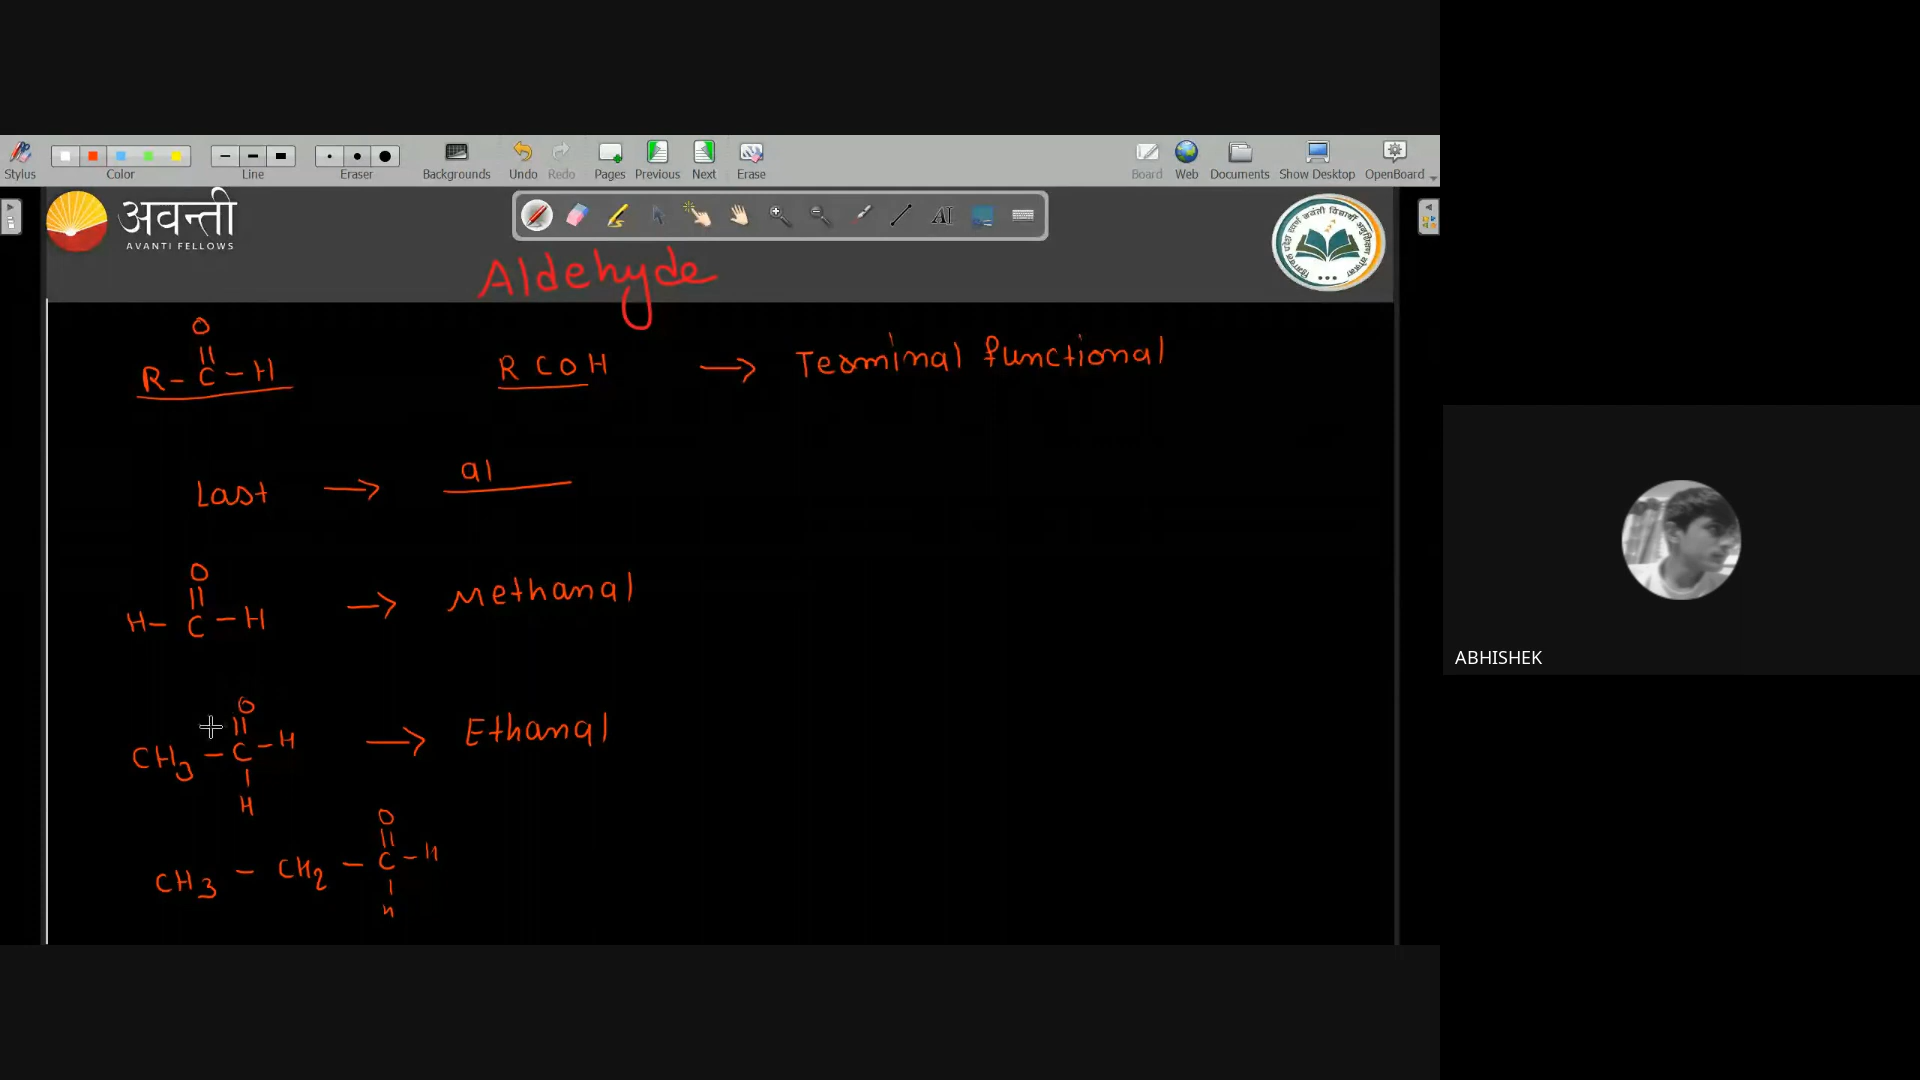 Stylus Color Line Eraser Backgrounds Undo Redo Pages Previous Next Erase Board Web Documents Show Desktop OpenBoard
अवन्ती
AVANTI FELLOWS
Aldehyde
O
||
R - C - H RCOH → Terminal functional
Last → al
O
||
H - C - H → Methanal
O
||
CH3 - C - H → Ethanal
|
H
O
||
CH3 - CH2 - C - H
|
H
ABHISHEK